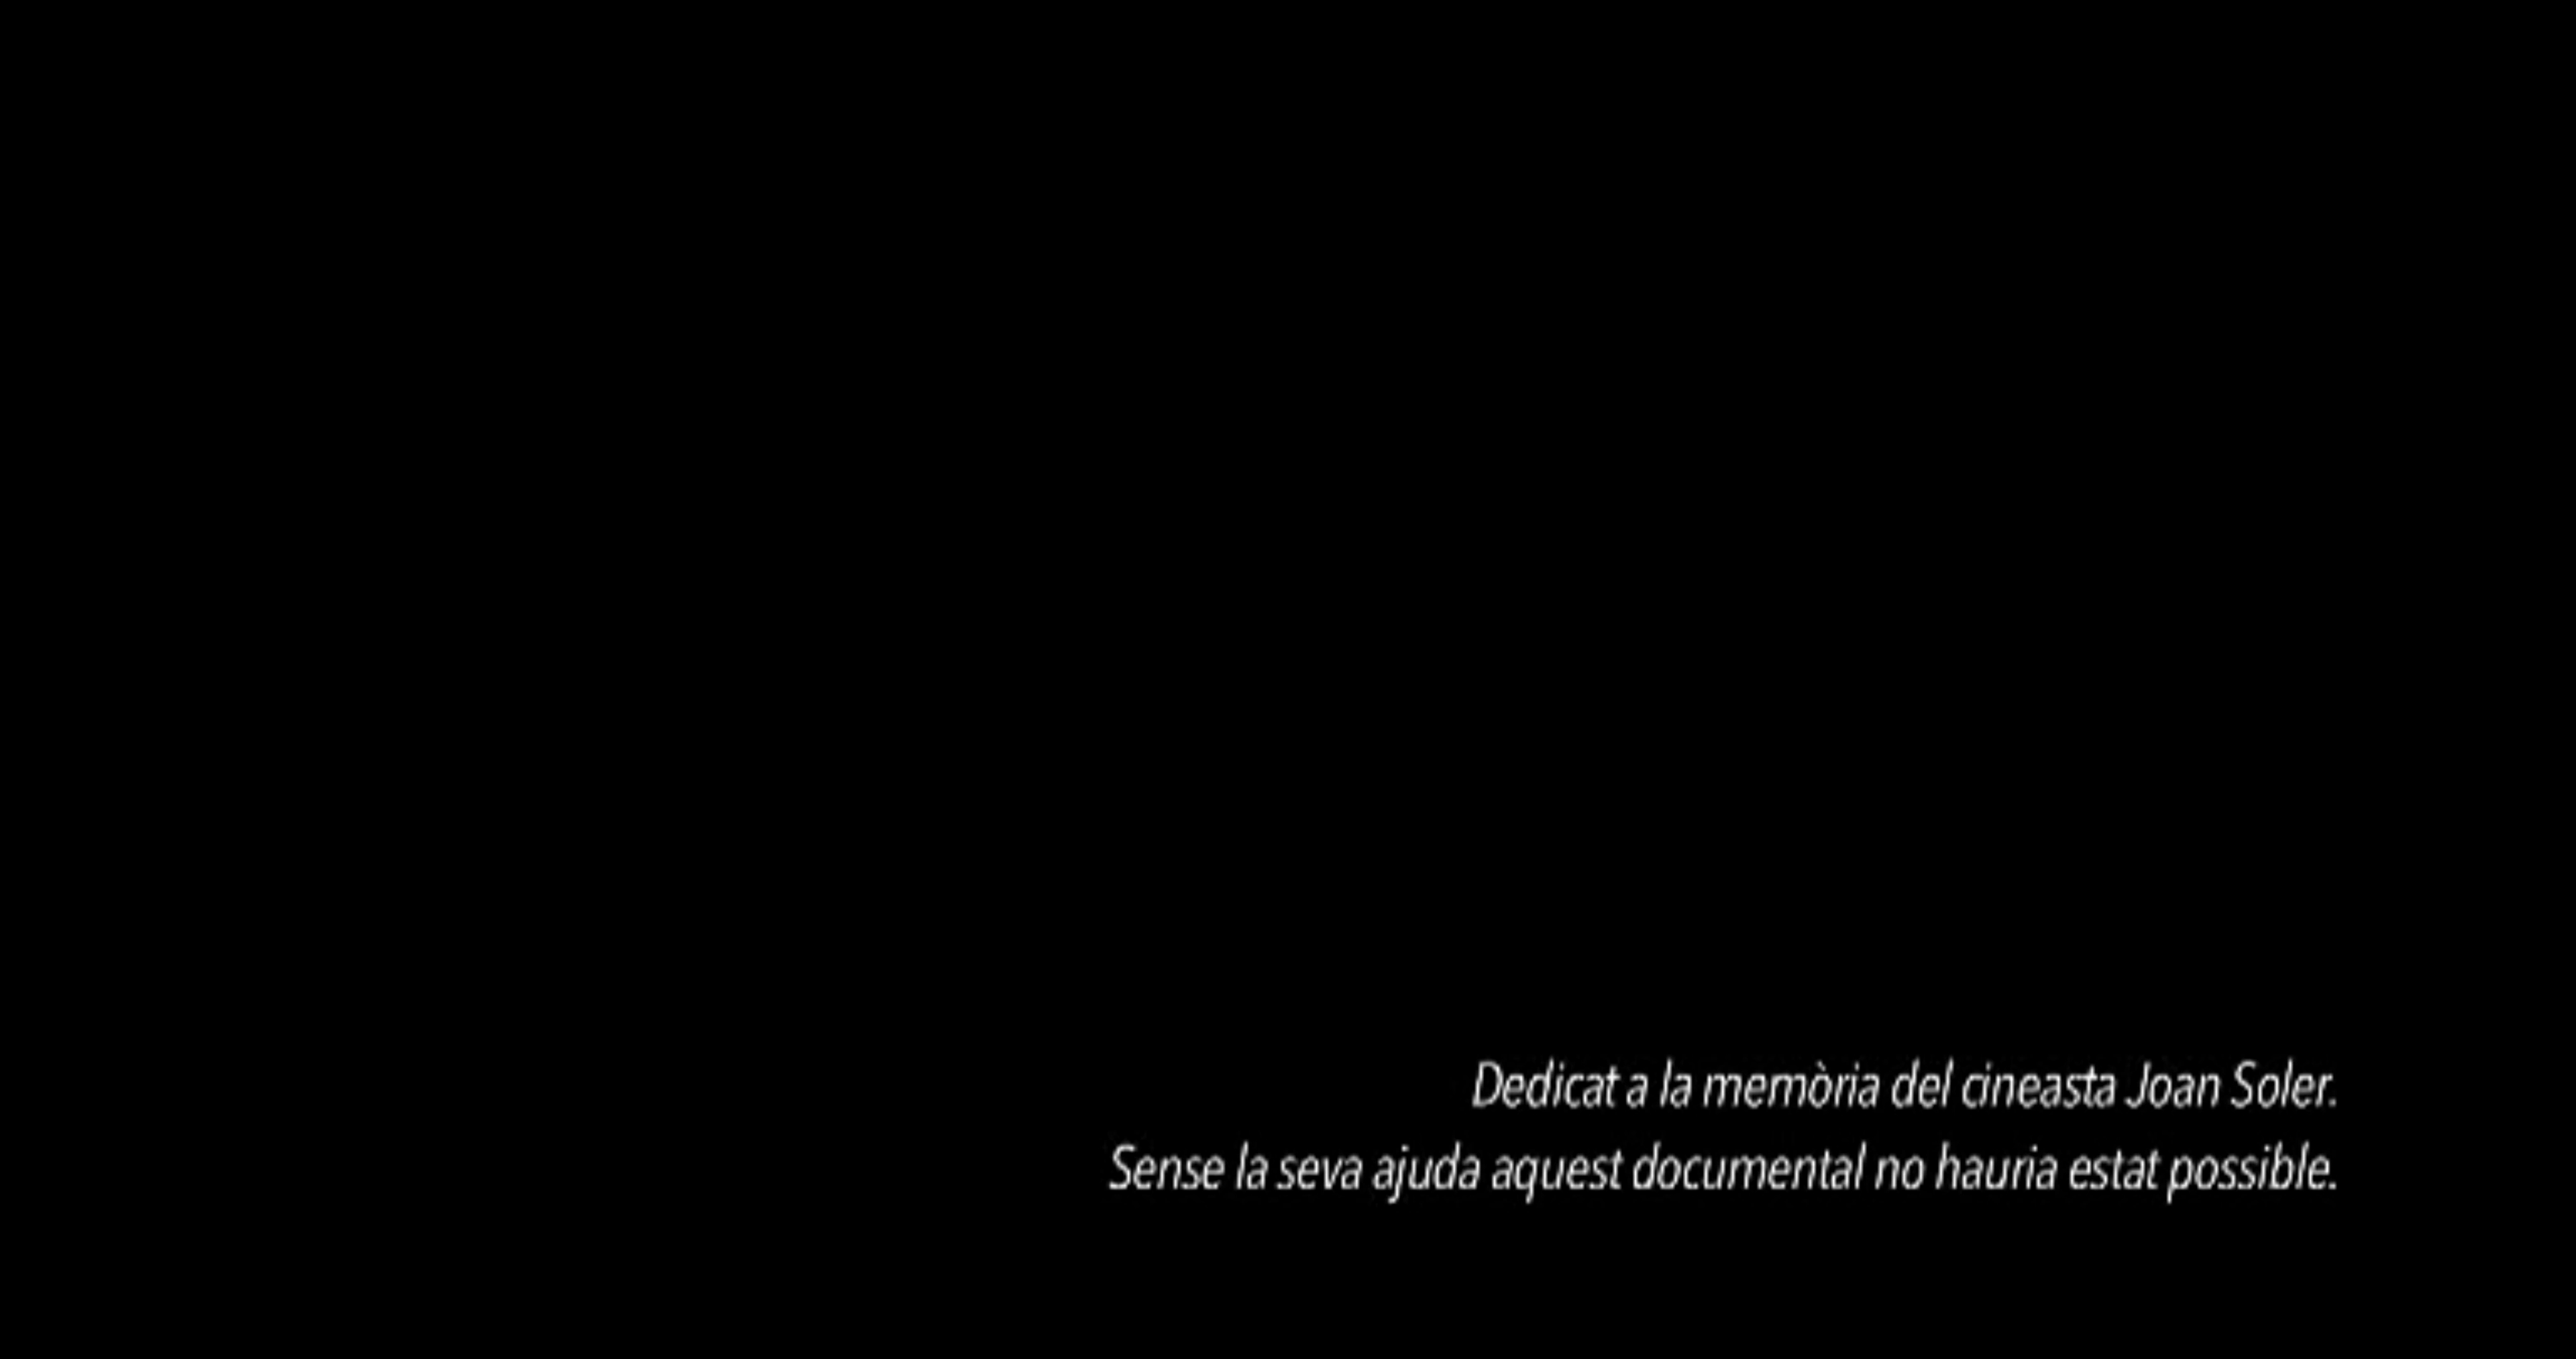 Dedicat a la memòria del cineasta Joan Soler.
Sense la seva ajuda aquest documental no hauria estat possible.